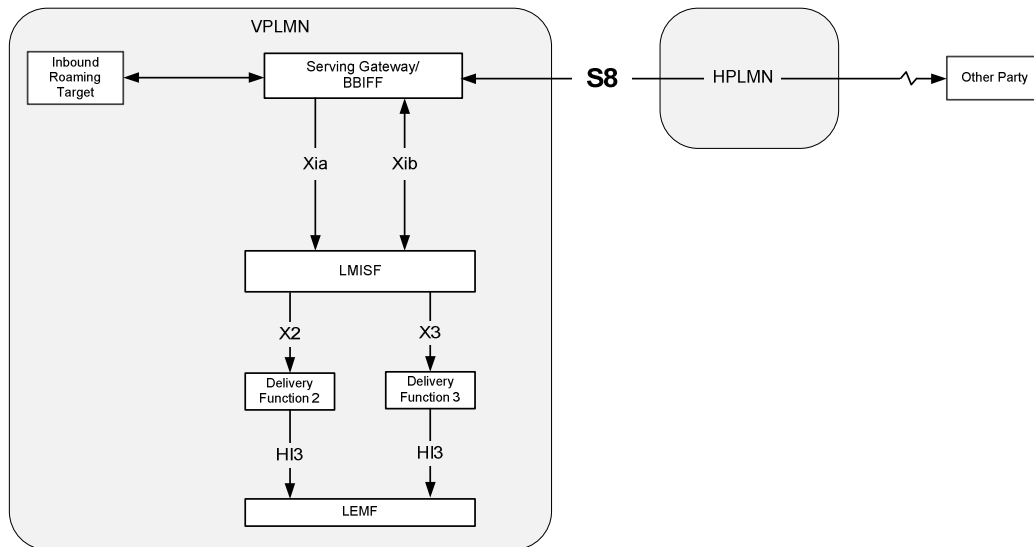 VPLMN
Inbound
Roaming
Target
Serving Gateway/
BBIFF
S8
HPLMN
Other Party
Xia
Xib
LMISF
X2
X3
Delivery
Function 2
Delivery
Function 3
HI3
HI3
LEMF